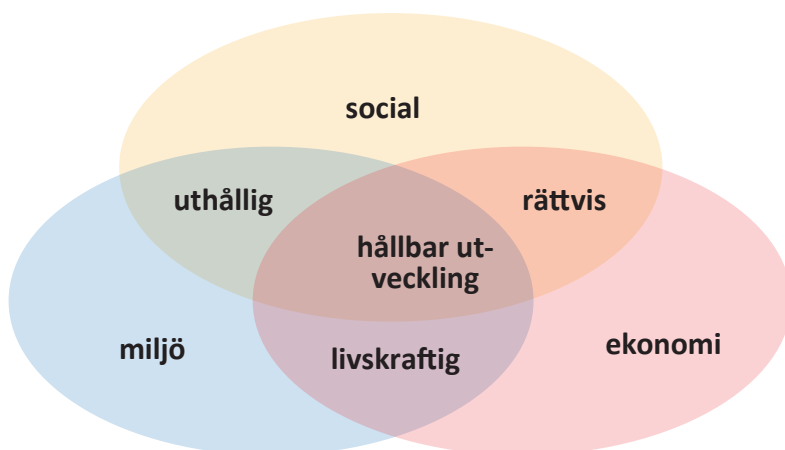 social
uthållig
rättvis
hållbar ut-
veckling
miljö
livskraftig
ekonomi